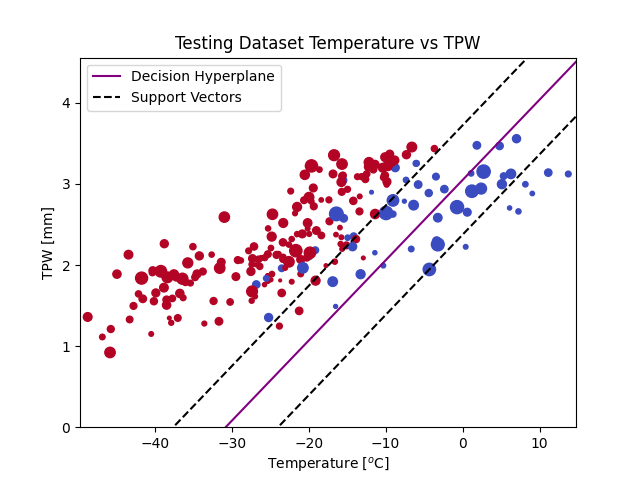 Testing Dataset Temperature vs TPW
Decision Hyperplane
Support Vectors
TPW [mm]
4
3
2
1
0
−40
−30
−20
−10
0
10
Temperature [°C]